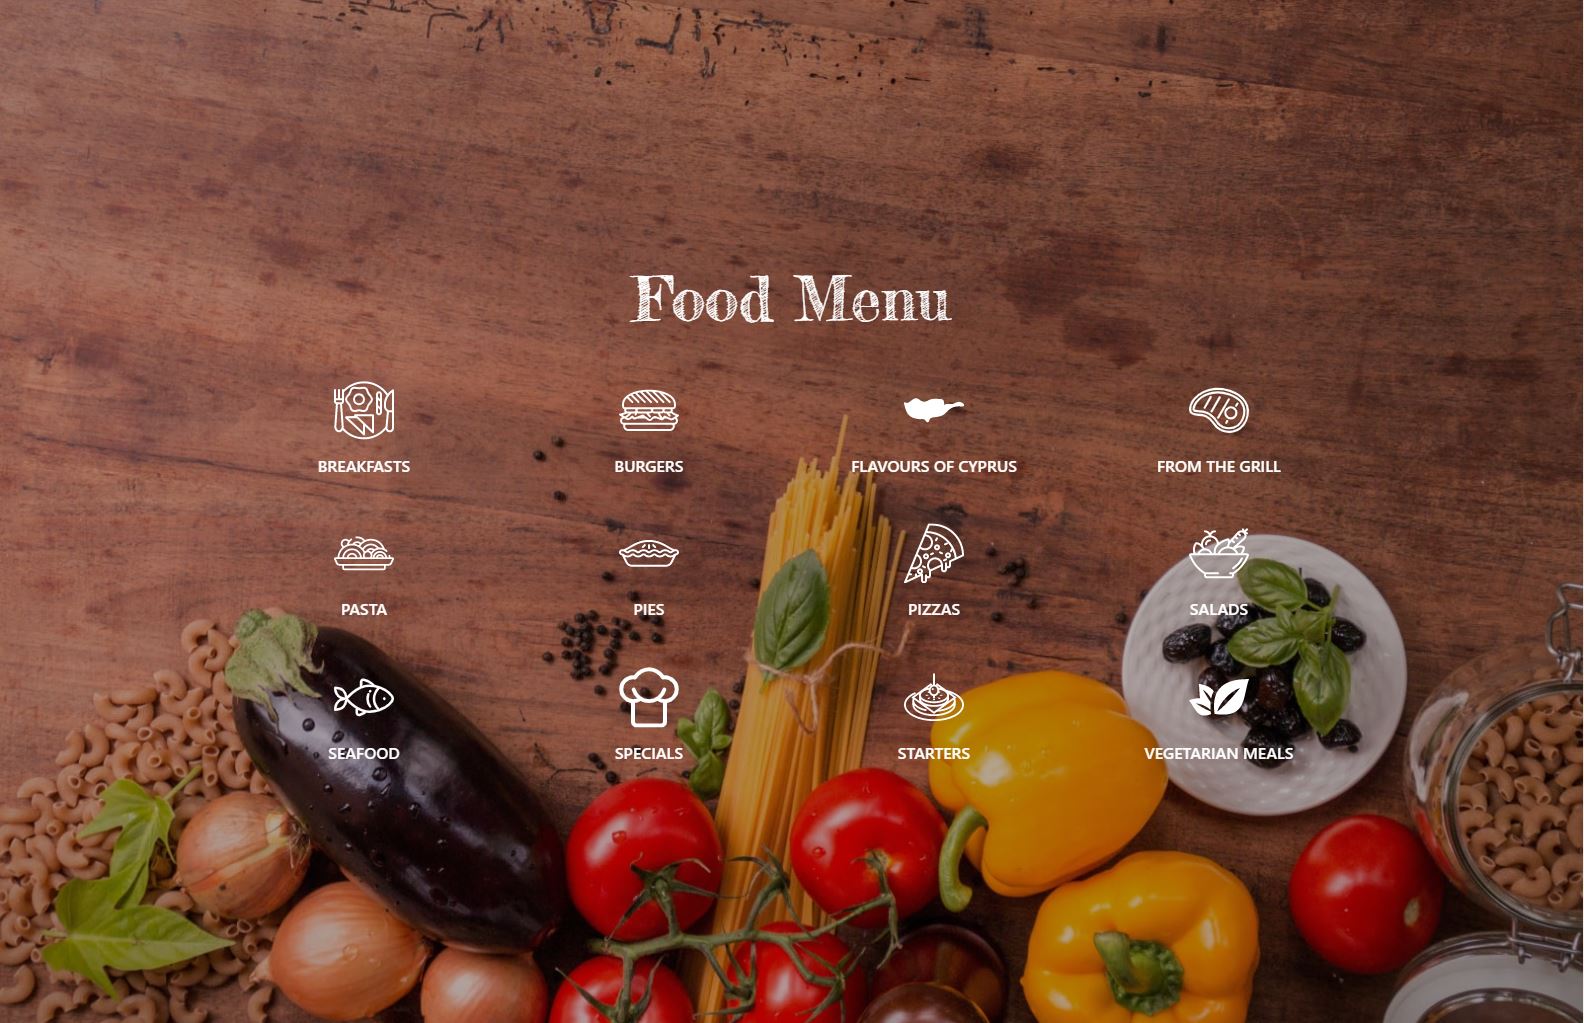 Food Menu
BREAKFASTS
BURGERS
FLAVOURS OF CYPRUS
FROM THE GRILL
PASTA
PIES
PIZZAS
SALADS
SEAFOOD
SPECIALS
STARTERS
VEGETARIAN MEALS